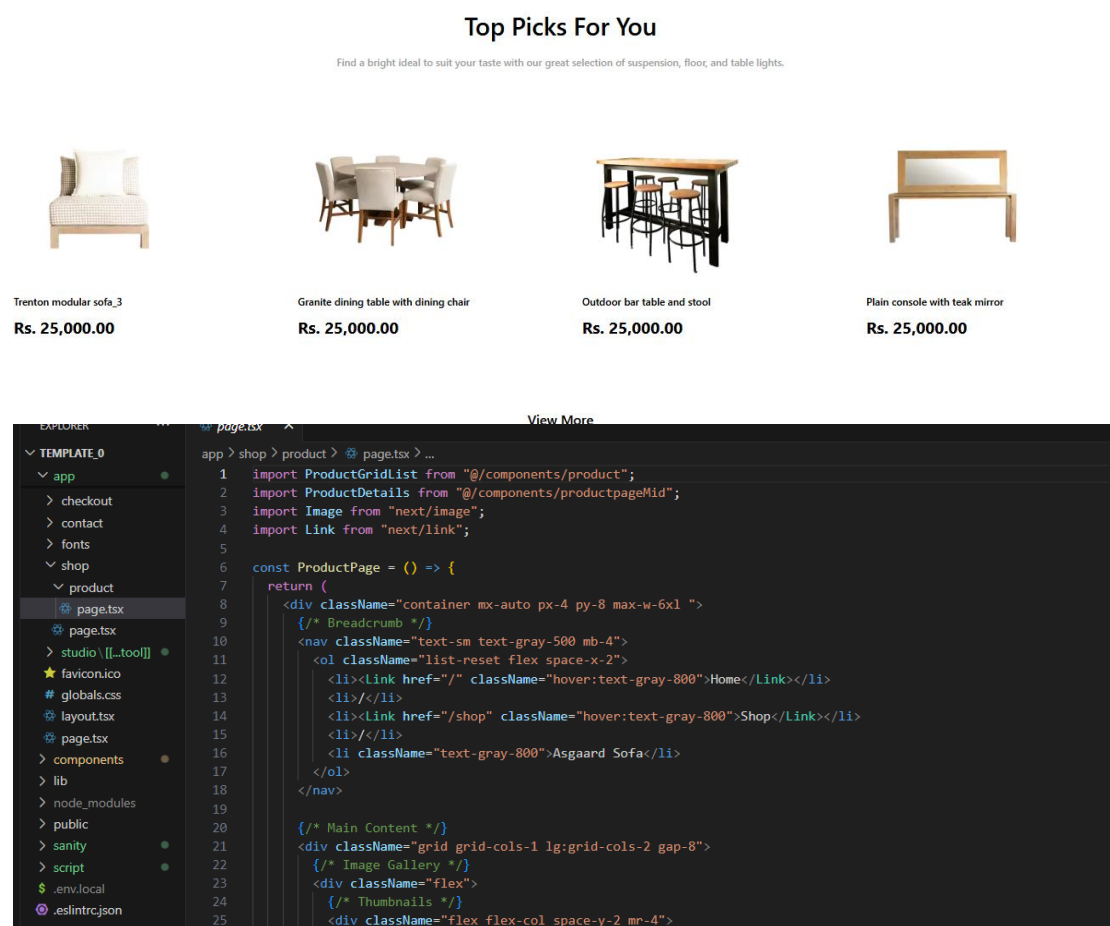 Top Picks For You
Find a bright ideal to suit your taste with our great selection of suspension, floor, and table lights.
Trenton modular sofa_3
Rs. 25,000.00
Granite dining table with dining chair
Rs. 25,000.00
Outdoor bar table and stool
Rs. 25,000.00
Plain console with teak mirror
Rs. 25,000.00
View More
EXPLORER
TEMPLATE_0
app
checkout
contact
fonts
shop
product
page.tsx
page.tsx
studio\[[...tool]]
favicon.ico
globals.css
layout.tsx
page.tsx
components
lib
node_modules
public
sanity
script
.env.local
.eslintrc.json
page.tsx
app > shop > product > page.tsx > ...
1 import ProductGridList from "@/components/product";
2 import ProductDetails from "@/components/productpageMid";
3 import Image from "next/image";
4 import Link from "next/link";
5
6 const ProductPage = () => {
7 return (
8 <div className="container mx-auto px-4 py-8 max-w-6xl ">
9 {/* Breadcrumb */}
10 <nav className="text-sm text-gray-500 mb-4">
11 <ol className="list-reset flex space-x-2">
12 <li><Link href="/" className="hover:text-gray-800">Home</Link></li>
13 <li>/</li>
14 <li><Link href="/shop" className="hover:text-gray-800">Shop</Link></li>
15 <li>/</li>
16 <li className="text-gray-800">Asgaard Sofa</li>
17 </ol>
18 </nav>
19
20 {/* Main Content */}
21 <div className="grid grid-cols-1 lg:grid-cols-2 gap-8">
22 {/* Image Gallery */}
23 <div className="flex">
24 {/* Thumbnails */}
25 <div className="flex flex-col space-y-2 mr-4">